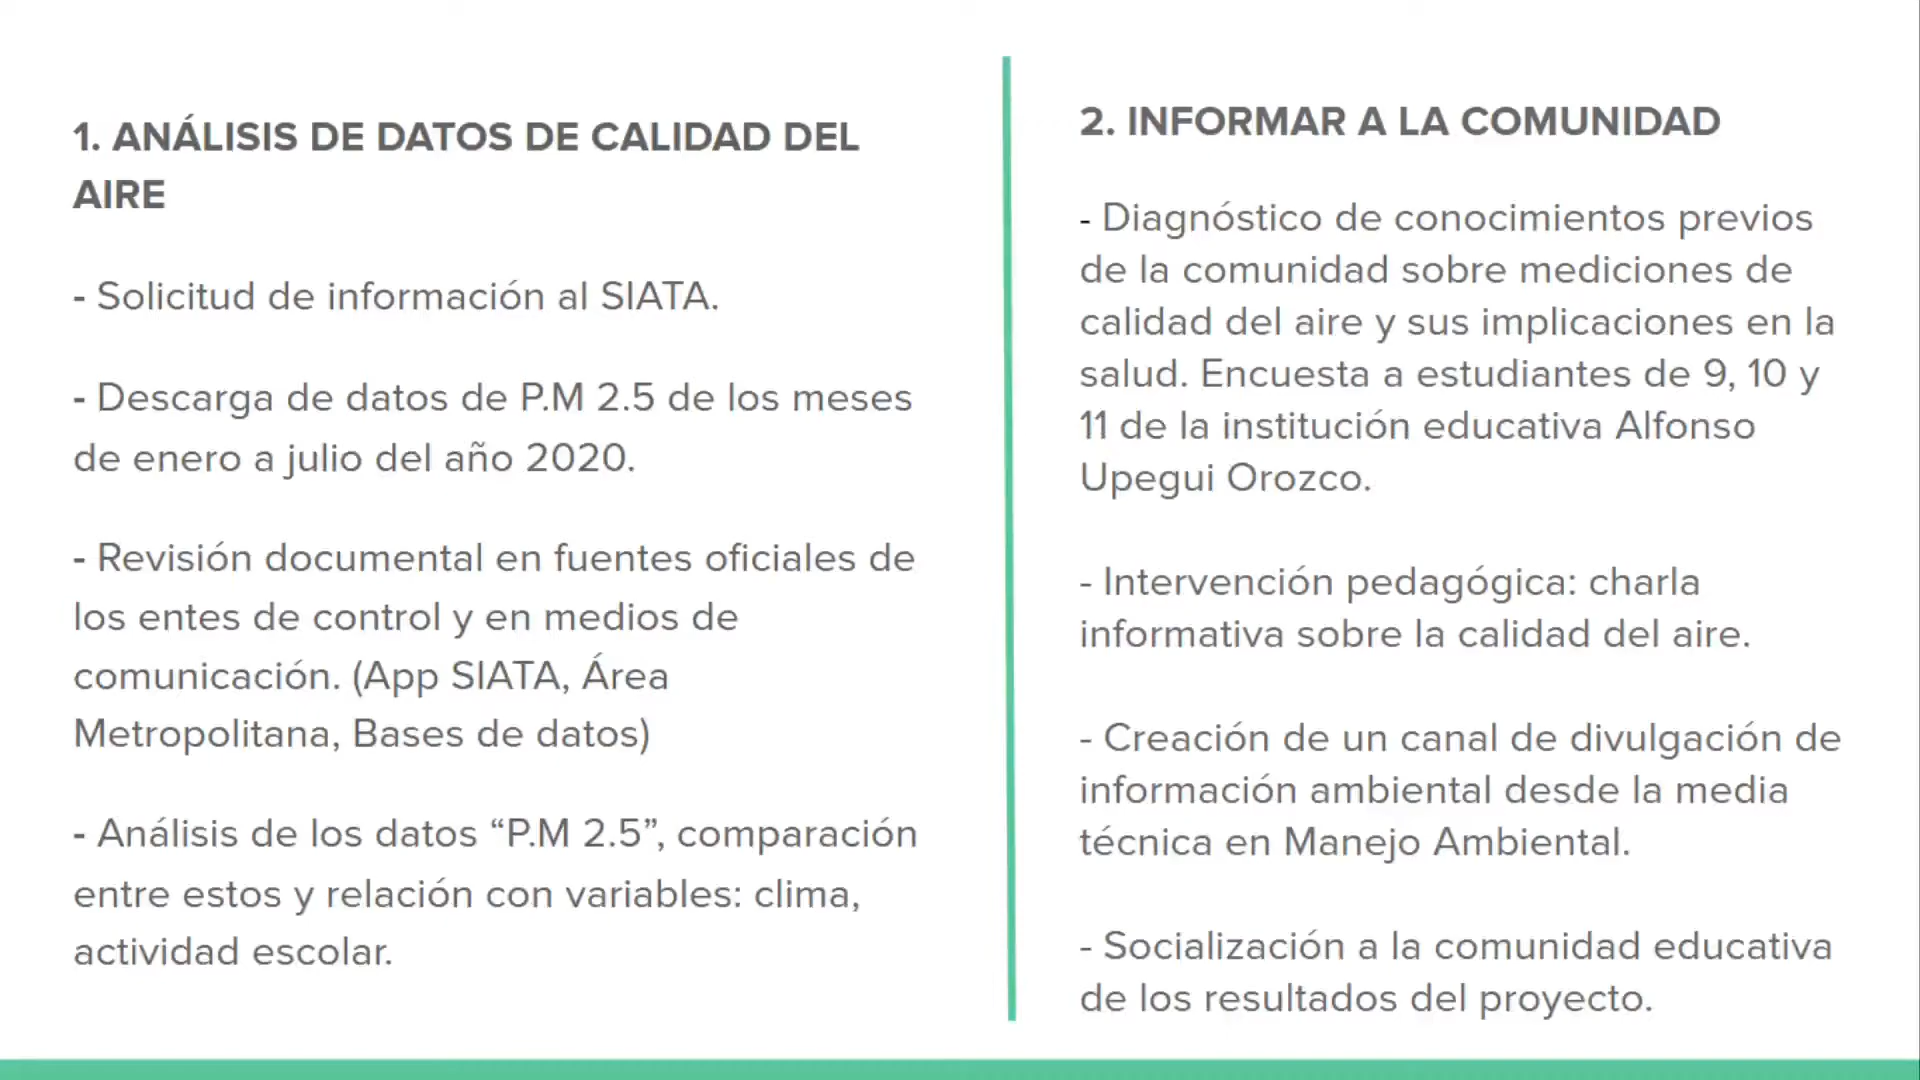 1. ANÁLISIS DE DATOS DE CALIDAD DEL
AIRE
- Solicitud de información al SIATA.
- Descarga de datos de P.M 2.5 de los meses
de enero a julio del año 2020.
- Revisión documental en fuentes oficiales de
los entes de control y en medios de
comunicación. (App SIATA, Área
Metropolitana, Bases de datos)
- Análisis de los datos “P.M 2.5”, comparación
entre estos y relación con variables: clima,
actividad escolar.
2. INFORMAR A LA COMUNIDAD
- Diagnóstico de conocimientos previos
de la comunidad sobre mediciones de
calidad del aire y sus implicaciones en la
salud. Encuesta a estudiantes de 9, 10 y
11 de la institución educativa Alfonso
Upegui Orozco.
- Intervención pedagógica: charla
informativa sobre la calidad del aire.
- Creación de un canal de divulgación de
información ambiental desde la media
técnica en Manejo Ambiental.
- Socialización a la comunidad educativa
de los resultados del proyecto.